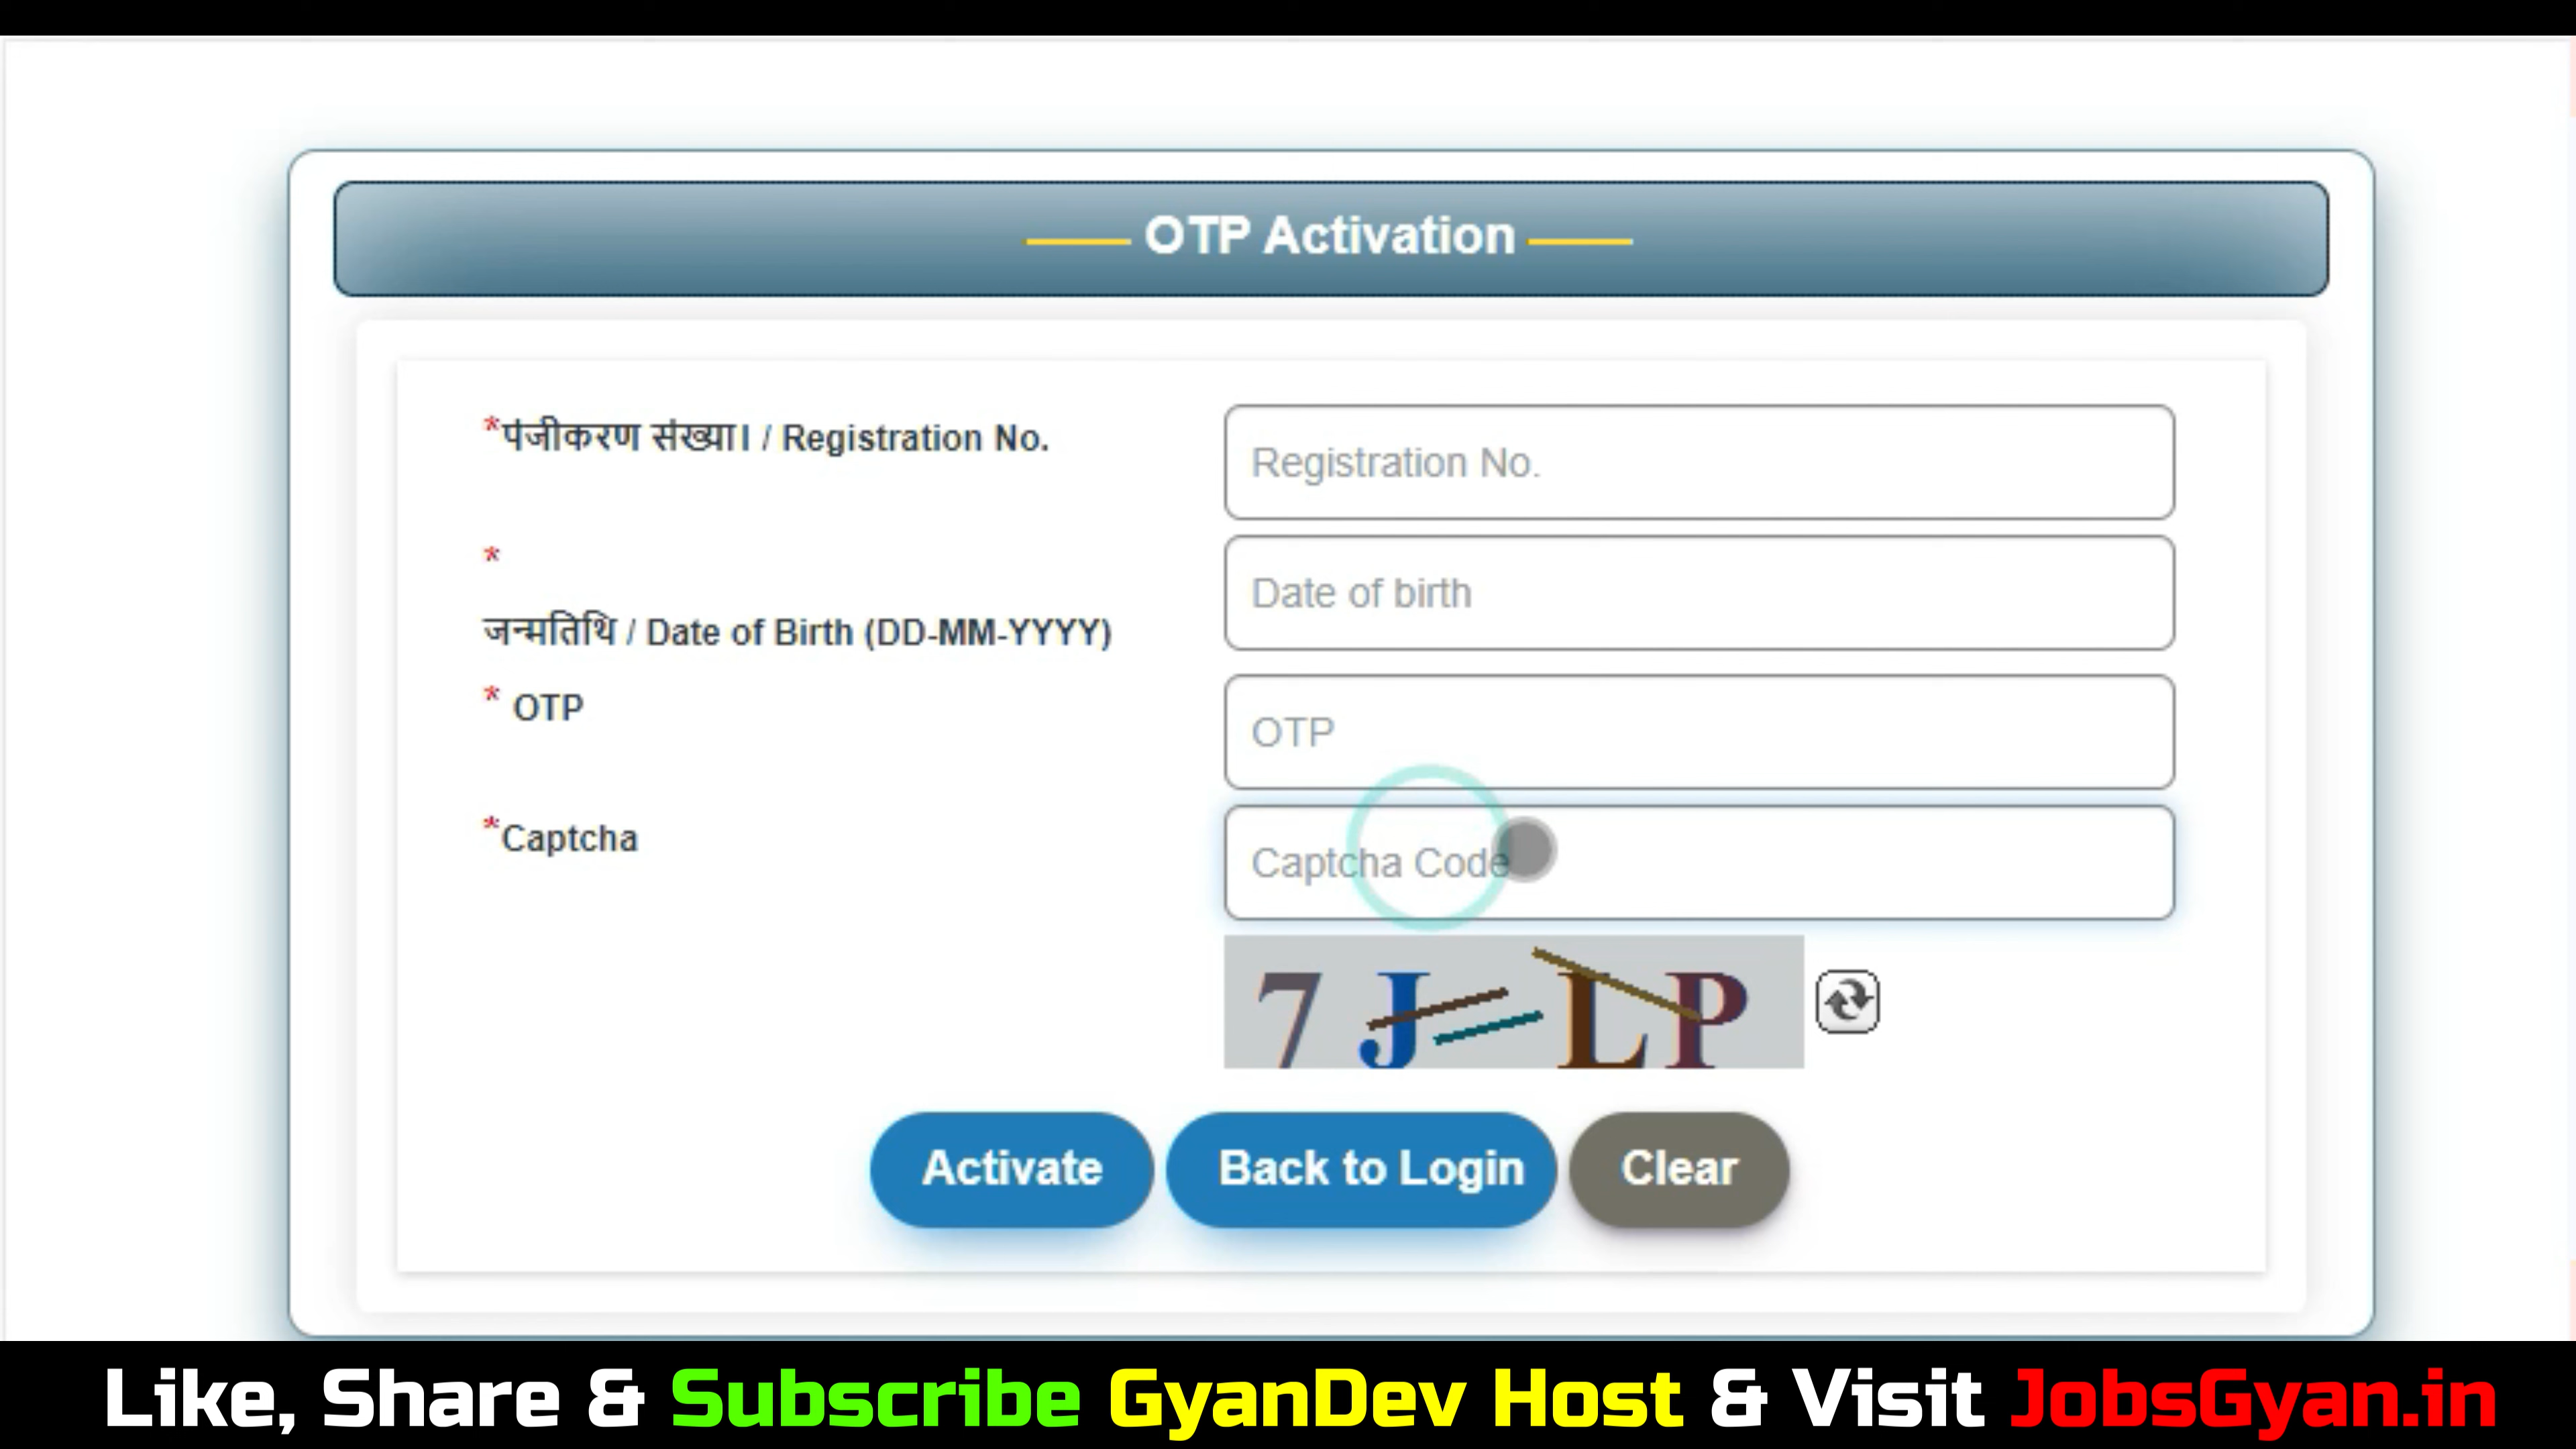 OTP Activation
*पंजीकरण संख्या। / Registration No.
Registration No.
*
जन्मतिथि / Date of Birth (DD-MM-YYYY)
Date of birth
* OTP
OTP
*Captcha
Captcha Code
7 J L P
Activate
Back to Login
Clear
Like, Share & Subscribe GyanDev Host & Visit JobsGyan.in